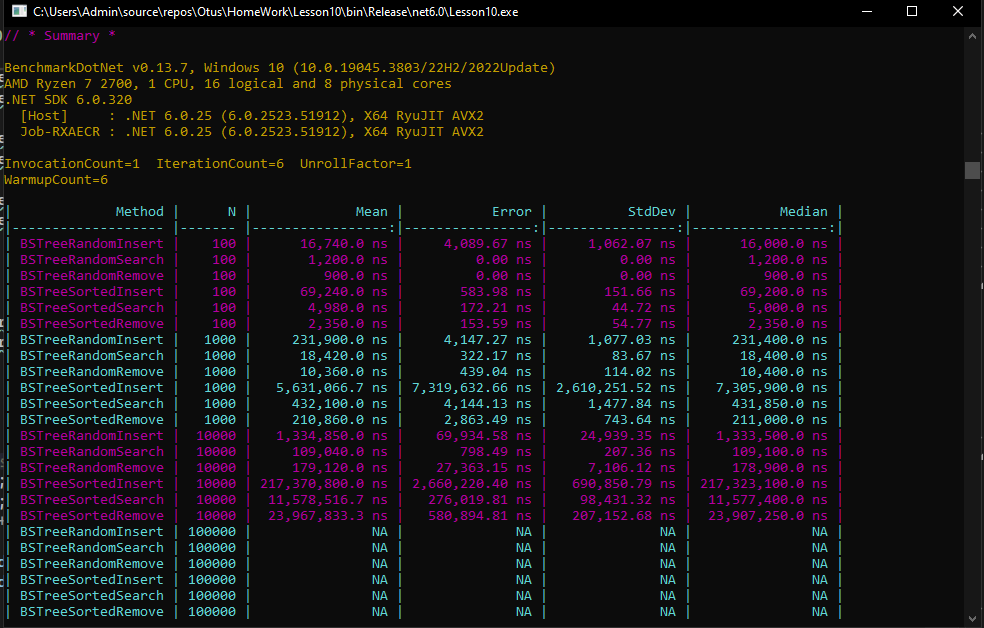 C:\Users\Admin\source\repos\Otus\HomeWork\Lesson10\bin\Release\net6.0\Lesson10.exe
// * Summary *
BenchmarkDotNet v0.13.7, Windows 10 (10.0.19045.3803/22H2/2022Update)
AMD Ryzen 7 2700, 1 CPU, 16 logical and 8 physical cores
.NET SDK 6.0.320
[Host]     : .NET 6.0.25 (6.0.2523.51912), X64 RyuJIT AVX2
Job-RXAECR : .NET 6.0.25 (6.0.2523.51912), X64 RyuJIT AVX2
InvocationCount=1  IterationCount=6  UnrollFactor=1
WarmupCount=6
| Method | N | Mean | Error | StdDev | Median |
|------------------- |------- |-----------------:|----------------:|----------------:|-----------------:|
| BSTreeRandomInsert | 100 | 16,740.0 ns | 4,089.67 ns | 1,062.07 ns | 16,000.0 ns |
| BSTreeRandomSearch | 100 | 1,200.0 ns | 0.00 ns | 0.00 ns | 1,200.0 ns |
| BSTreeRandomRemove | 100 | 900.0 ns | 0.00 ns | 0.00 ns | 900.0 ns |
| BSTreeSortedInsert | 100 | 69,240.0 ns | 583.98 ns | 151.66 ns | 69,200.0 ns |
| BSTreeSortedSearch | 100 | 4,980.0 ns | 172.21 ns | 44.72 ns | 5,000.0 ns |
| BSTreeSortedRemove | 100 | 2,350.0 ns | 153.59 ns | 54.77 ns | 2,350.0 ns |
| BSTreeRandomInsert | 1000 | 231,900.0 ns | 4,147.27 ns | 1,077.03 ns | 231,400.0 ns |
| BSTreeRandomSearch | 1000 | 18,420.0 ns | 322.17 ns | 83.67 ns | 18,400.0 ns |
| BSTreeRandomRemove | 1000 | 10,360.0 ns | 439.04 ns | 114.02 ns | 10,400.0 ns |
| BSTreeSortedInsert | 1000 | 5,631,066.7 ns | 7,319,632.66 ns | 2,610,251.52 ns | 7,305,900.0 ns |
| BSTreeSortedSearch | 1000 | 432,100.0 ns | 4,144.13 ns | 1,477.84 ns | 431,850.0 ns |
| BSTreeSortedRemove | 1000 | 210,860.0 ns | 2,863.49 ns | 743.64 ns | 211,000.0 ns |
| BSTreeRandomInsert | 10000 | 1,334,850.0 ns | 69,934.58 ns | 24,939.35 ns | 1,333,500.0 ns |
| BSTreeRandomSearch | 10000 | 109,040.0 ns | 798.49 ns | 207.36 ns | 109,100.0 ns |
| BSTreeRandomRemove | 10000 | 179,120.0 ns | 27,363.15 ns | 7,106.12 ns | 178,900.0 ns |
| BSTreeSortedInsert | 10000 | 217,370,800.0 ns | 2,660,220.40 ns | 690,850.79 ns | 217,323,100.0 ns |
| BSTreeSortedSearch | 10000 | 11,578,516.7 ns | 276,019.81 ns | 98,431.32 ns | 11,577,400.0 ns |
| BSTreeSortedRemove | 10000 | 23,967,833.3 ns | 580,894.81 ns | 207,152.68 ns | 23,907,250.0 ns |
| BSTreeRandomInsert | 100000 | NA | NA | NA | NA |
| BSTreeRandomSearch | 100000 | NA | NA | NA | NA |
| BSTreeRandomRemove | 100000 | NA | NA | NA | NA |
| BSTreeSortedInsert | 100000 | NA | NA | NA | NA |
| BSTreeSortedSearch | 100000 | NA | NA | NA | NA |
| BSTreeSortedRemove | 100000 | NA | NA | NA | NA |